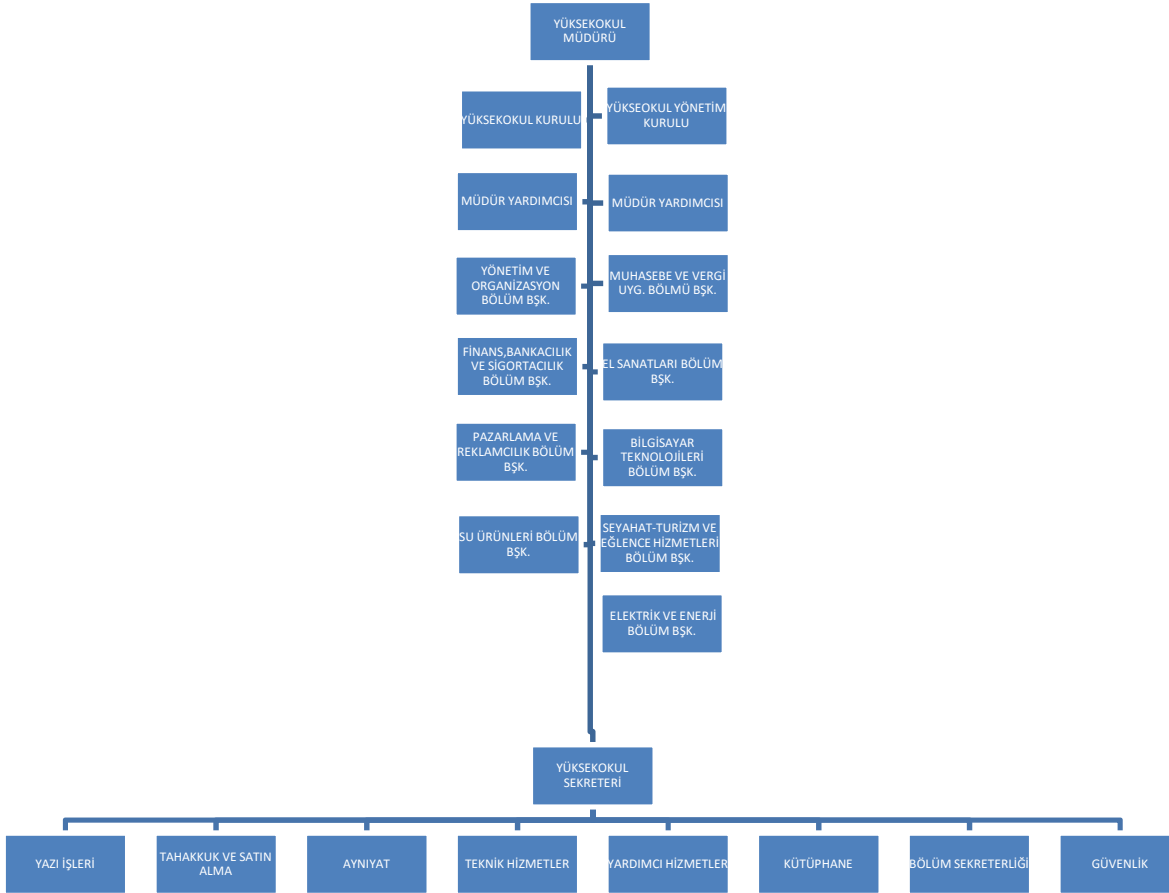 YÜKSEKOKUL
MÜDÜRÜ
YÜKSEKOKUL KURULU
YÜKSEOKUL YÖNETİM
KURULU
MÜDÜR YARDIMCISI
MÜDÜR YARDIMCISI
YÖNETİM VE
ORGANİZASYON
BÖLÜM BŞK.
MUHASEBE VE VERGİ
UYG. BÖLMÜ BŞK.
FİNANS,BANKACILIK
VE SİGORTACILIK
BÖLÜM BŞK.
EL SANATLARI BÖLÜM
BŞK.
PAZARLAMA VE
REKLAMCILIK BÖLÜM
BŞK.
BİLGİSAYAR
TEKNOLOJİLERİ
BÖLÜM BŞK.
SU ÜRÜNLERİ BÖLÜM
BŞK.
SEYAHAT-TURİZM VE
EĞLENCE HİZMETLERİ
BÖLÜM BŞK.
ELEKTRİK VE ENERJİ
BÖLÜM BŞK.
YÜKSEKOKUL
SEKRETERİ
YAZI İŞLERİ
TAHAKKUK VE SATIN
ALMA
AYNIYAT
TEKNİK HİZMETLER
YARDIMCI HİZMETLER
KÜTÜPHANE
BÖLÜM SEKRETERLİĞİ
GÜVENLİK